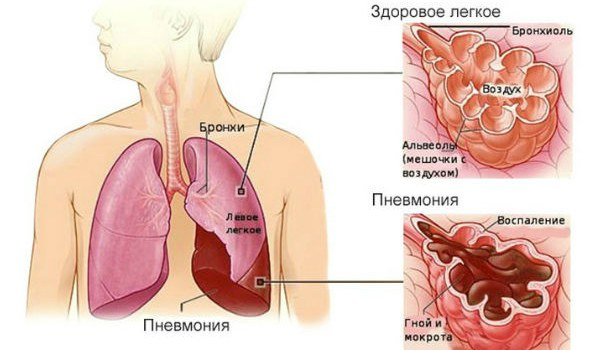 Здоровое легкое
Бронхиоль
Воздух
Альвеолы
(мешочки с
воздухом)
Бронхи
Левое
легкое
Пневмония
Воспаление
Гной и
мокрота
Пневмония